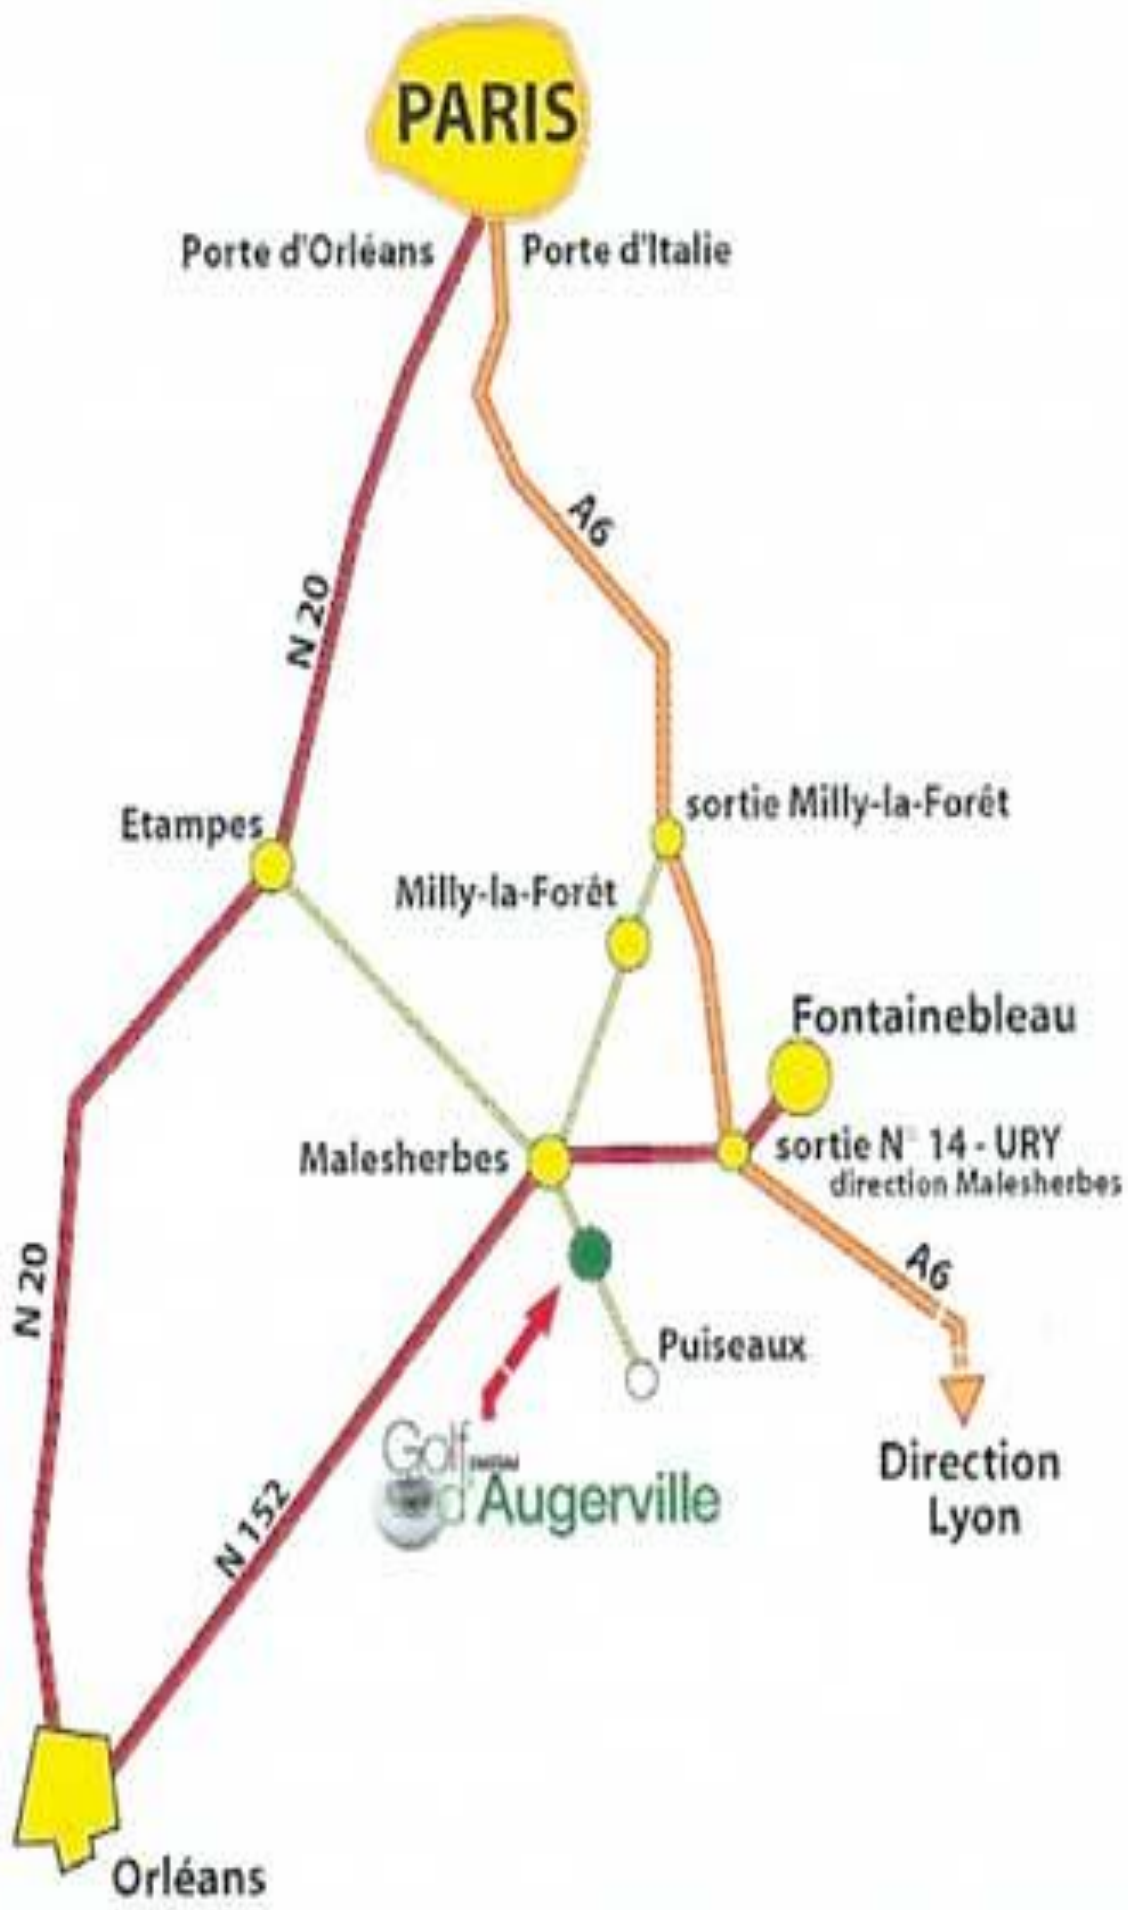 PARIS
Porte d'Orléans
Porte d'Italie
A6
N 20
Etampes
sortie Milly-la-Forêt
Milly-la-Forêt
Fontainebleau
Malesherbes
sortie N° 14 - URY
direction Malesherbes
A6
N 20
Puiseaux
Golf
d'Augerville
Direction
Lyon
N 152
Orléans